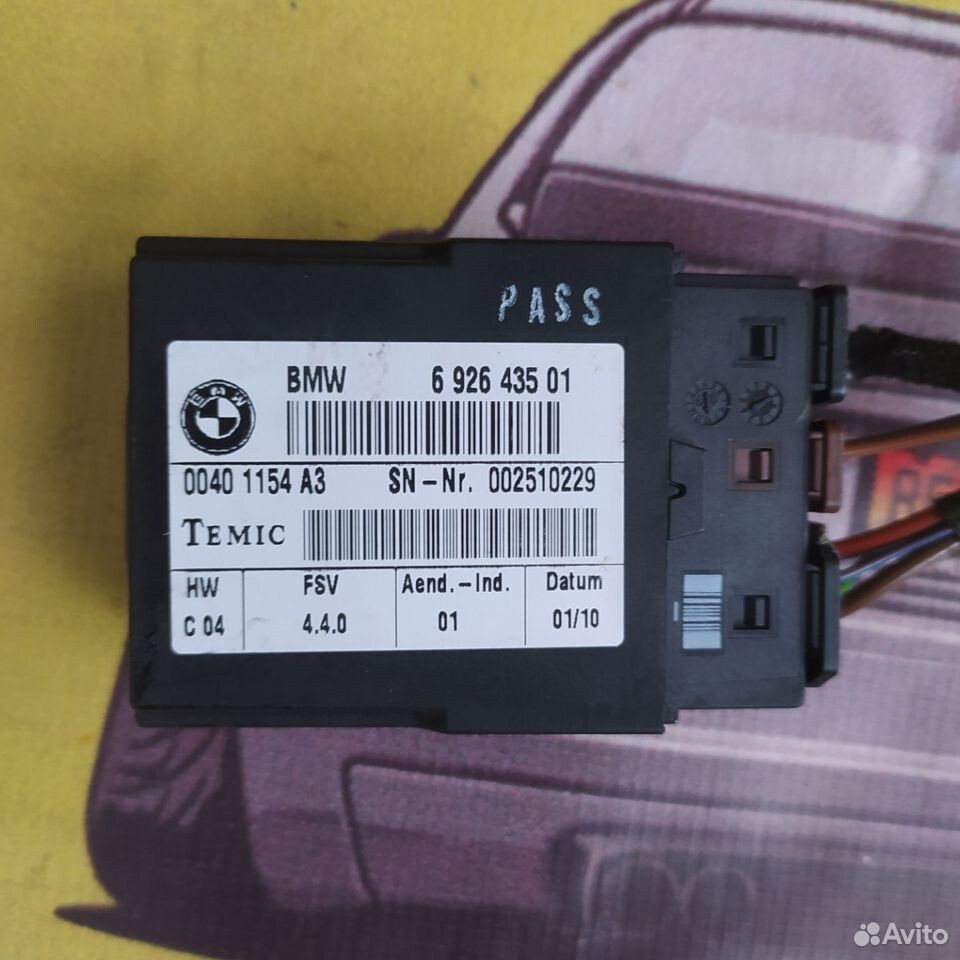 PASS
BMW 6 926 435 01
0040 1154 A3 SN-Nr. 002510229
TEMIC
HW FSV Aend.-Ind. Datum
C 04 4.4.0 01 01/10
Avito